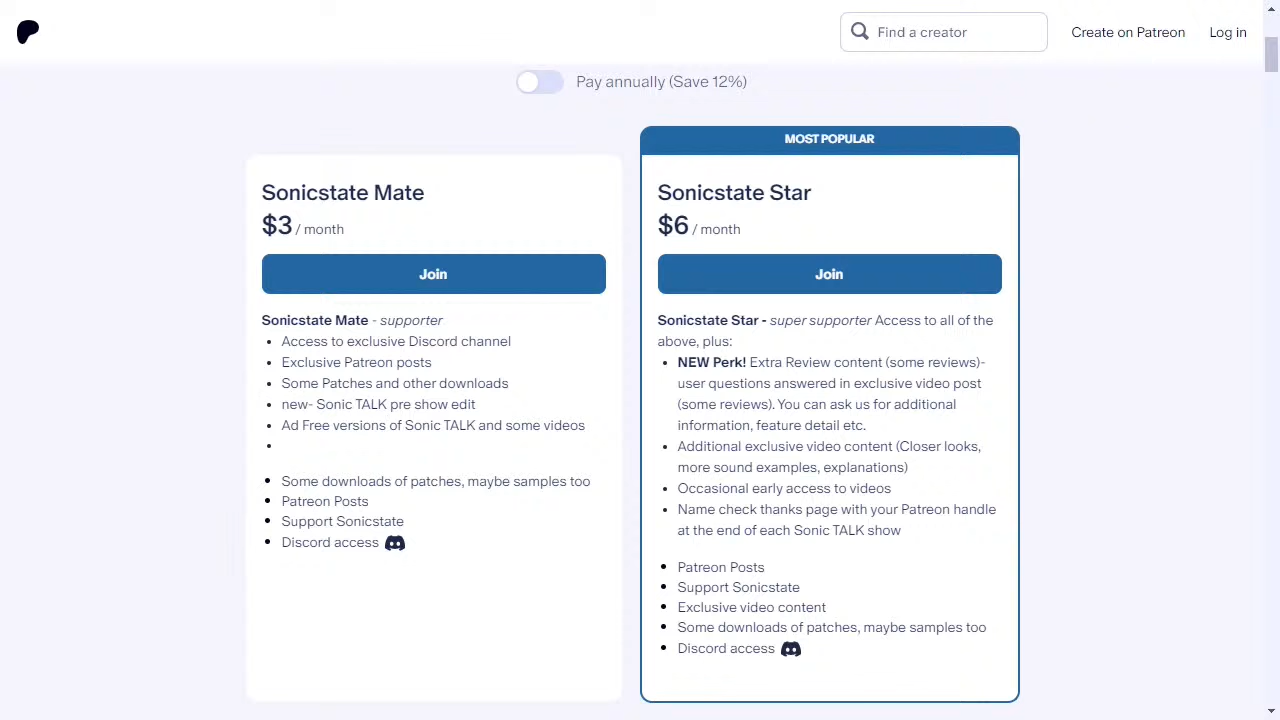 Find a creator
Create on Patreon
Log in
Pay annually (Save 12%)
Sonicstate Mate
$3 / month
Join
Sonicstate Mate - supporter
• Access to exclusive Discord channel
• Exclusive Patreon posts
• Some Patches and other downloads
• new- Sonic TALK pre show edit
• Ad Free versions of Sonic TALK and some videos
•
• Some downloads of patches, maybe samples too
• Patreon Posts
• Support Sonicstate
• Discord access
MOST POPULAR
Sonicstate Star
$6 / month
Join
Sonicstate Star - super supporter Access to all of the
above, plus:
• NEW Perk! Extra Review content (some reviews)-
user questions answered in exclusive video post
(some reviews). You can ask us for additional
information, feature detail etc.
• Additional exclusive video content (Closer looks,
more sound examples, explanations)
• Occasional early access to videos
• Name check thanks page with your Patreon handle
at the end of each Sonic TALK show
• Patreon Posts
• Support Sonicstate
• Exclusive video content
• Some downloads of patches, maybe samples too
• Discord access